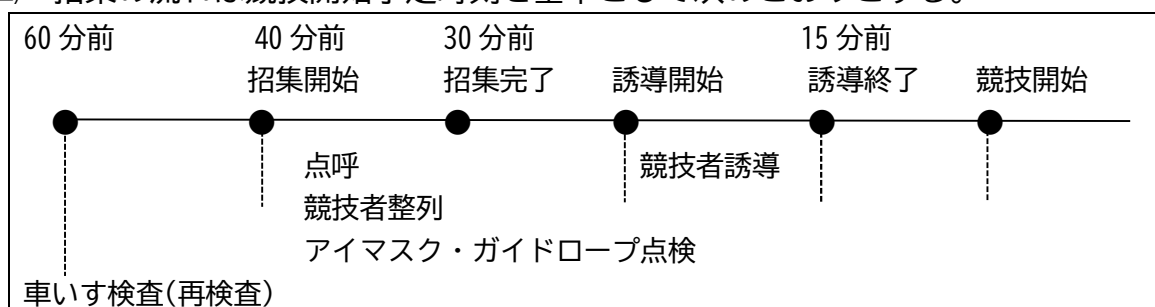 招集の流れは競技開始予定時刻を基準として次のとおりとする。
60分前 40分前 30分前 15分前
招集開始 招集完了 誘導開始 誘導終了 競技開始
点呼 競技者誘導
競技者整列
アイマスク・ガイドロープ点検
車いす検査(再検査)